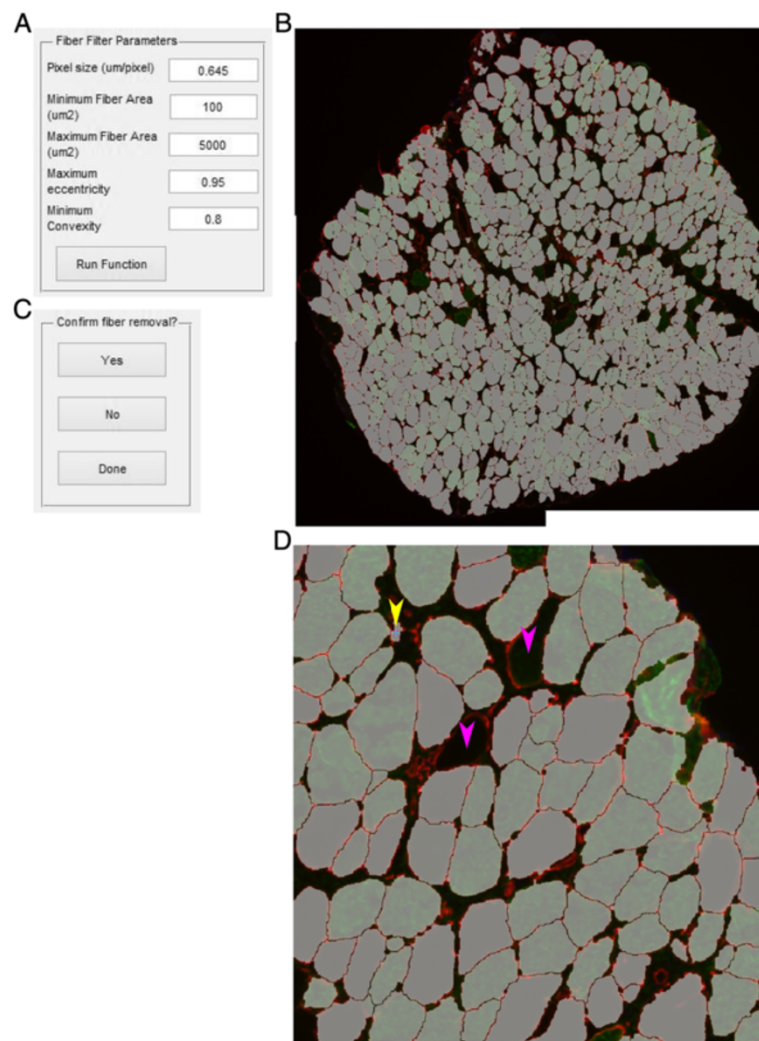 A
Fiber Filter Parameters
Pixel size (um/pixel) 0.645
Minimum Fiber Area
(um2) 100
Maximum Fiber Area
(um2) 5000
Maximum
eccentricity 0.95
Minimum
Convexity 0.8
Run Function
B
C
Confirm fiber removal?
Yes
No
Done
D